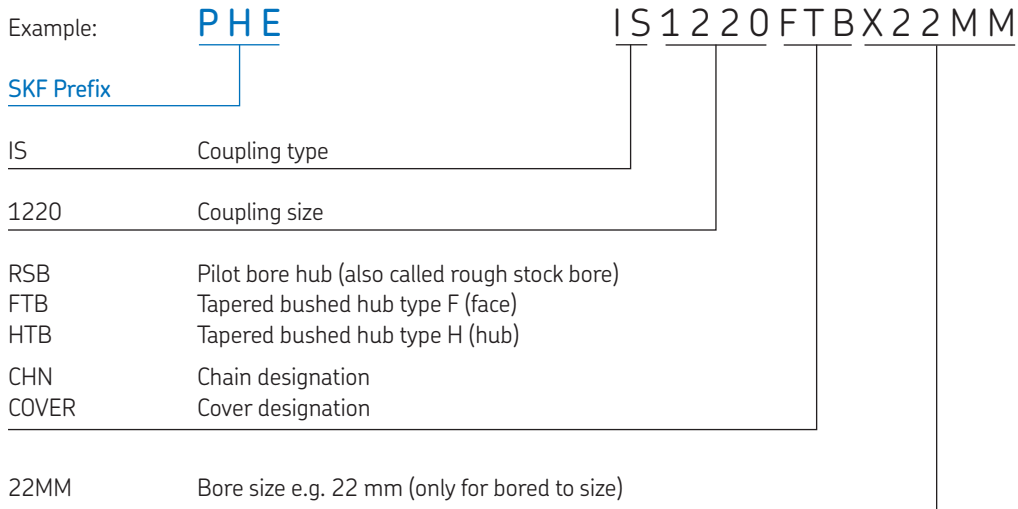 Example: PHE IS1220FTBX22MM
SKF Prefix
IS Coupling type
1220 Coupling size
RSB Pilot bore hub (also called rough stock bore)
FTB Tapered bushed hub type F (face)
HTB Tapered bushed hub type H (hub)
CHN Chain designation
COVER Cover designation
22MM Bore size e.g. 22 mm (only for bored to size)